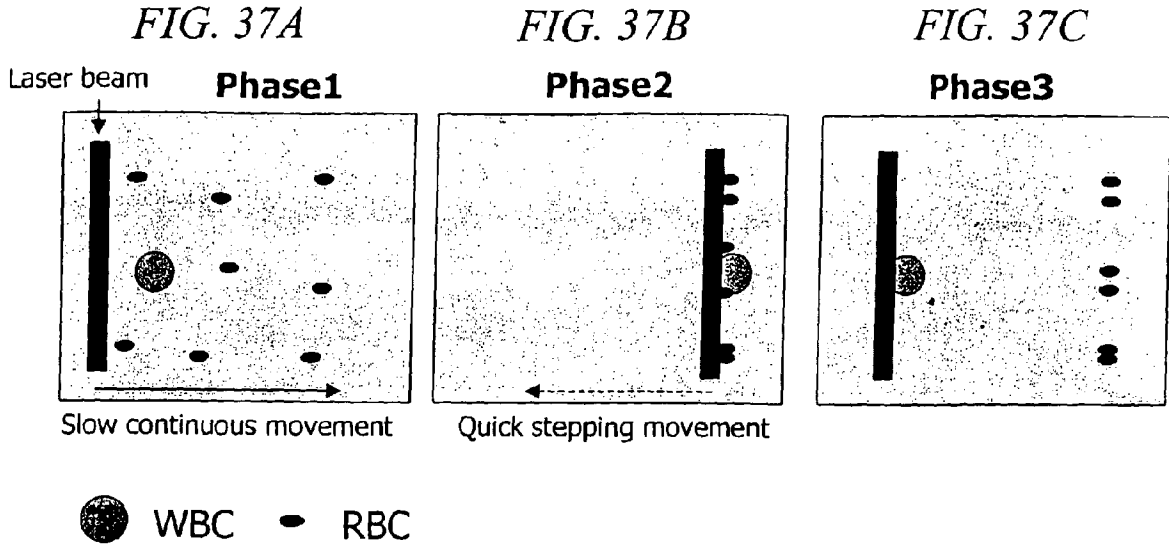 FIG. 37A
FIG. 37B
FIG. 37C
Laser beam
Phase1
Phase2
Phase3
Slow continuous movement
Quick stepping movement
WBC
RBC